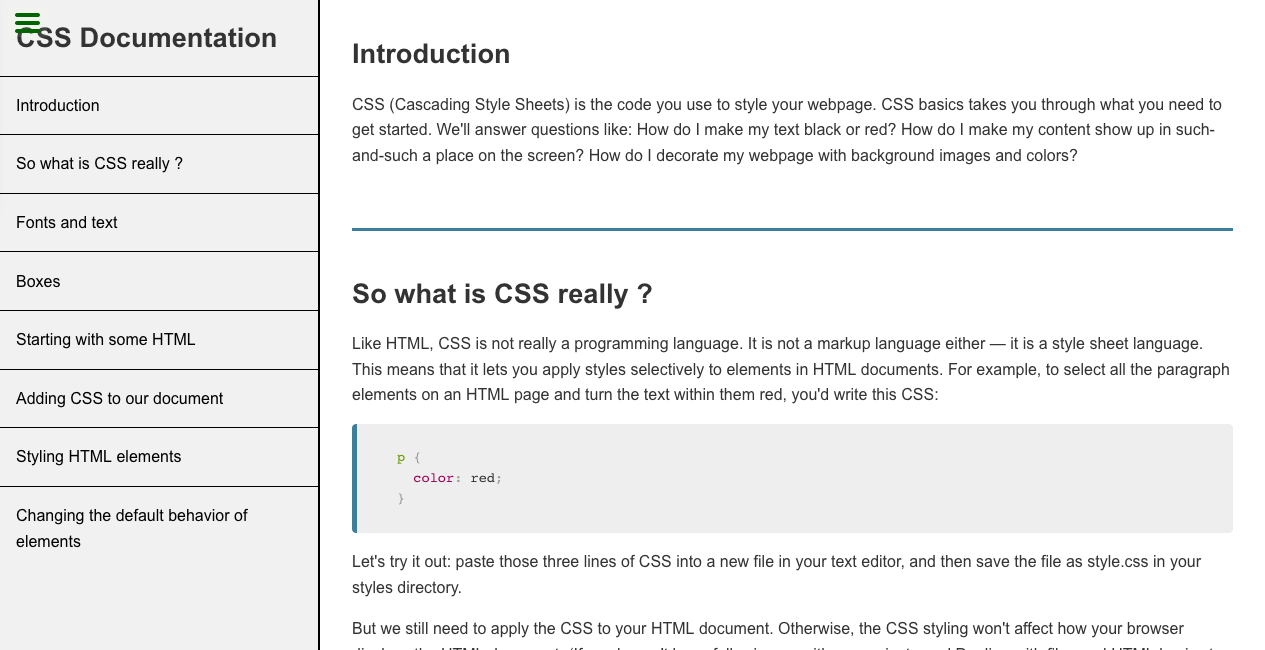 CSS Documentation
Introduction
So what is CSS really ?
Fonts and text
Boxes
Starting with some HTML
Adding CSS to our document
Styling HTML elements
Changing the default behavior of
elements
Introduction
CSS (Cascading Style Sheets) is the code you use to style your webpage. CSS basics takes you through what you need to
get started. We'll answer questions like: How do I make my text black or red? How do I make my content show up in such-
and-such a place on the screen? How do I decorate my webpage with background images and colors?
So what is CSS really ?
Like HTML, CSS is not really a programming language. It is not a markup language either — it is a style sheet language.
This means that it lets you apply styles selectively to elements in HTML documents. For example, to select all the paragraph
elements on an HTML page and turn the text within them red, you'd write this CSS:
p {
  color: red;
}
Let's try it out: paste those three lines of CSS into a new file in your text editor, and then save the file as style.css in your
styles directory.
But we still need to apply the CSS to your HTML document. Otherwise, the CSS styling won't affect how your browser